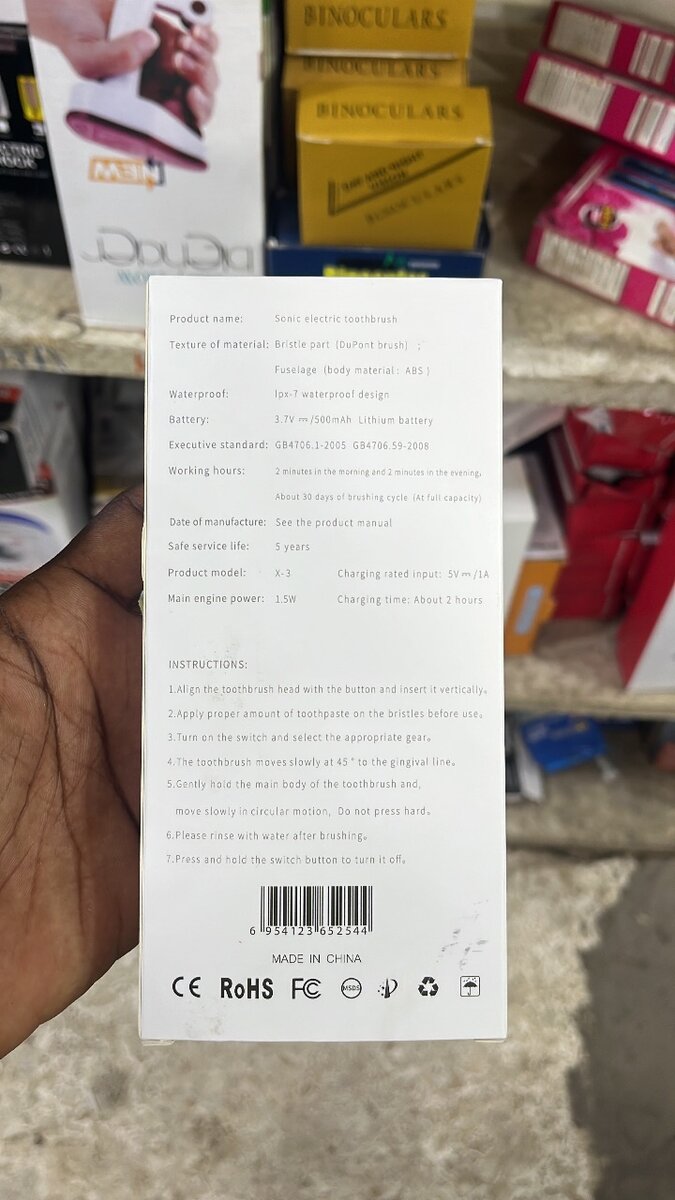 BINOCULARS
BINOCULARS
BINOCULARS
DAY AND NIGHT
VISION
BINOCULARS
NEW
Blender
Product name: Sonic electric toothbrush
Texture of material: Bristle part (DuPont brush) ;
Fuselage (body material: ABS )
Waterproof: Ipx-7 waterproof design
Battery: 3.7V ⎓/500mAh Lithium battery
Executive standard: GB4706.1-2005 GB4706.59-2008
Working hours: 2 minutes in the morning and 2 minutes in the evening,
About 30 days of brushing cycle (At full capacity)
Date of manufacture: See the product manual
Safe service life: 5 years
Product model: X-3 Charging rated input: 5V⎓/1A
Main engine power: 1.5W Charging time: About 2 hours
INSTRUCTIONS:
1.Align the toothbrush head with the button and insert it vertically。
2.Apply proper amount of toothpaste on the bristles before use。
3.Turn on the switch and select the appropriate gear。
4.The toothbrush moves slowly at 45 ° to the gingival line。
5.Gently hold the main body of the toothbrush and,
move slowly in circular motion, Do not press hard。
6.Please rinse with water after brushing。
7.Press and hold the switch button to turn it off。
6 954123 652544
MADE IN CHINA
CE RoHS FC MSDS